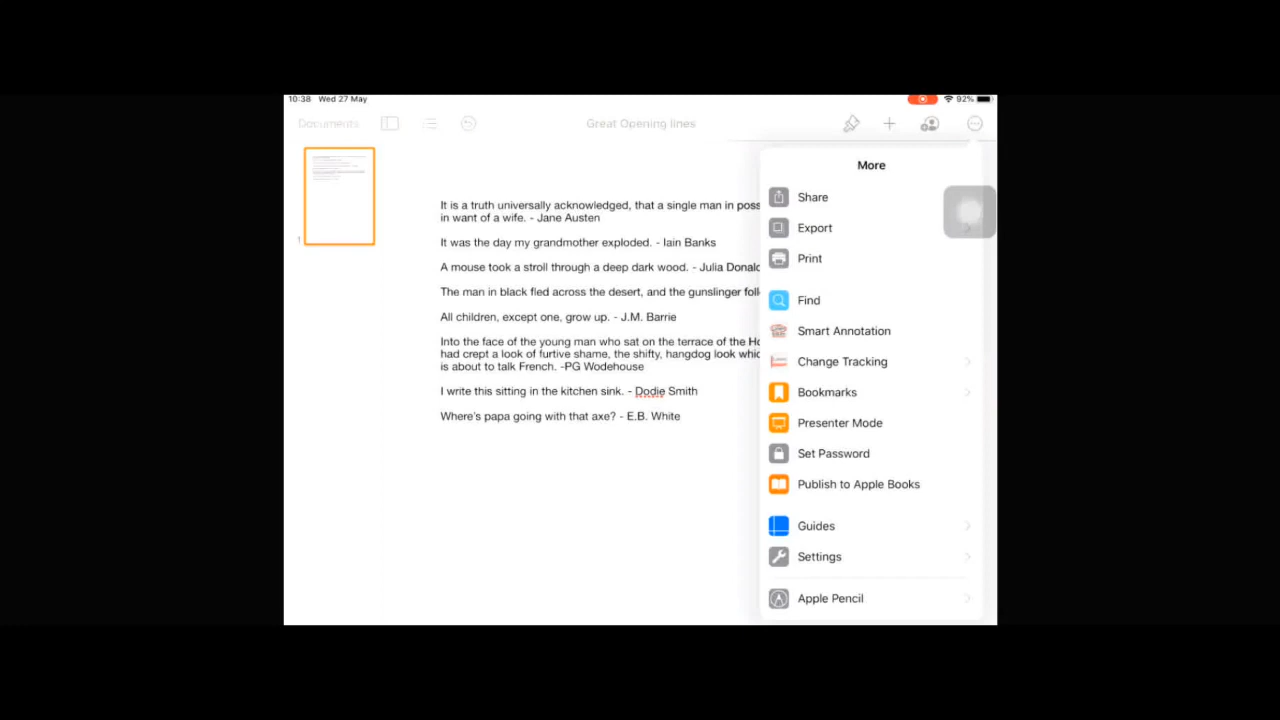 10:38 Wed 27 May
92%
Documents
Great Opening lines
1
It is a truth universally acknowledged, that a single man in poss
in want of a wife. - Jane Austen
It was the day my grandmother exploded. - Iain Banks
A mouse took a stroll through a deep dark wood. - Julia Donalc
The man in black fled across the desert, and the gunslinger foll
All children, except one, grow up. - J.M. Barrie
Into the face of the young man who sat on the terrace of the Ho
had crept a look of furtive shame, the shifty, hangdog look whic
is about to talk French. -PG Wodehouse
I write this sitting in the kitchen sink. - Dodie Smith
Where's papa going with that axe? - E.B. White
More
Share
Export
Print
Find
Smart Annotation
Change Tracking
Bookmarks
Presenter Mode
Set Password
Publish to Apple Books
Guides
Settings
Apple Pencil